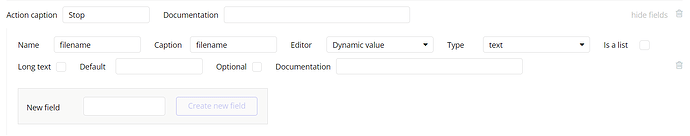 Action caption Stop Documentation hide fields
Name filename Caption filename Editor Dynamic value Type text Is a list
Long text Default Optional Documentation
New field Create new field